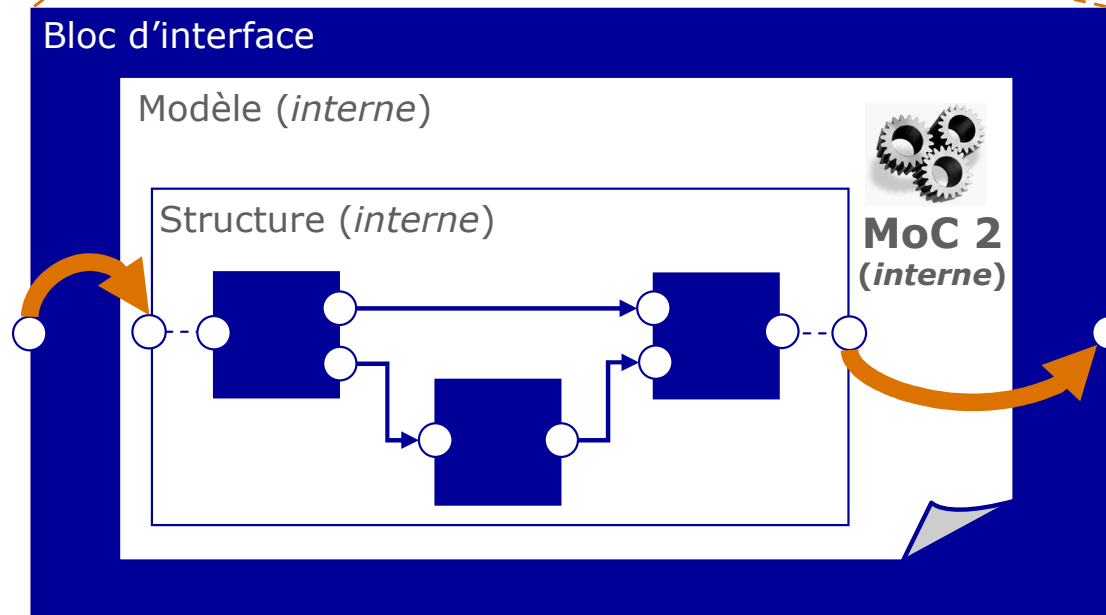 Bloc d’interface
Modèle (interne)
Structure (interne)
MoC 2
(interne)